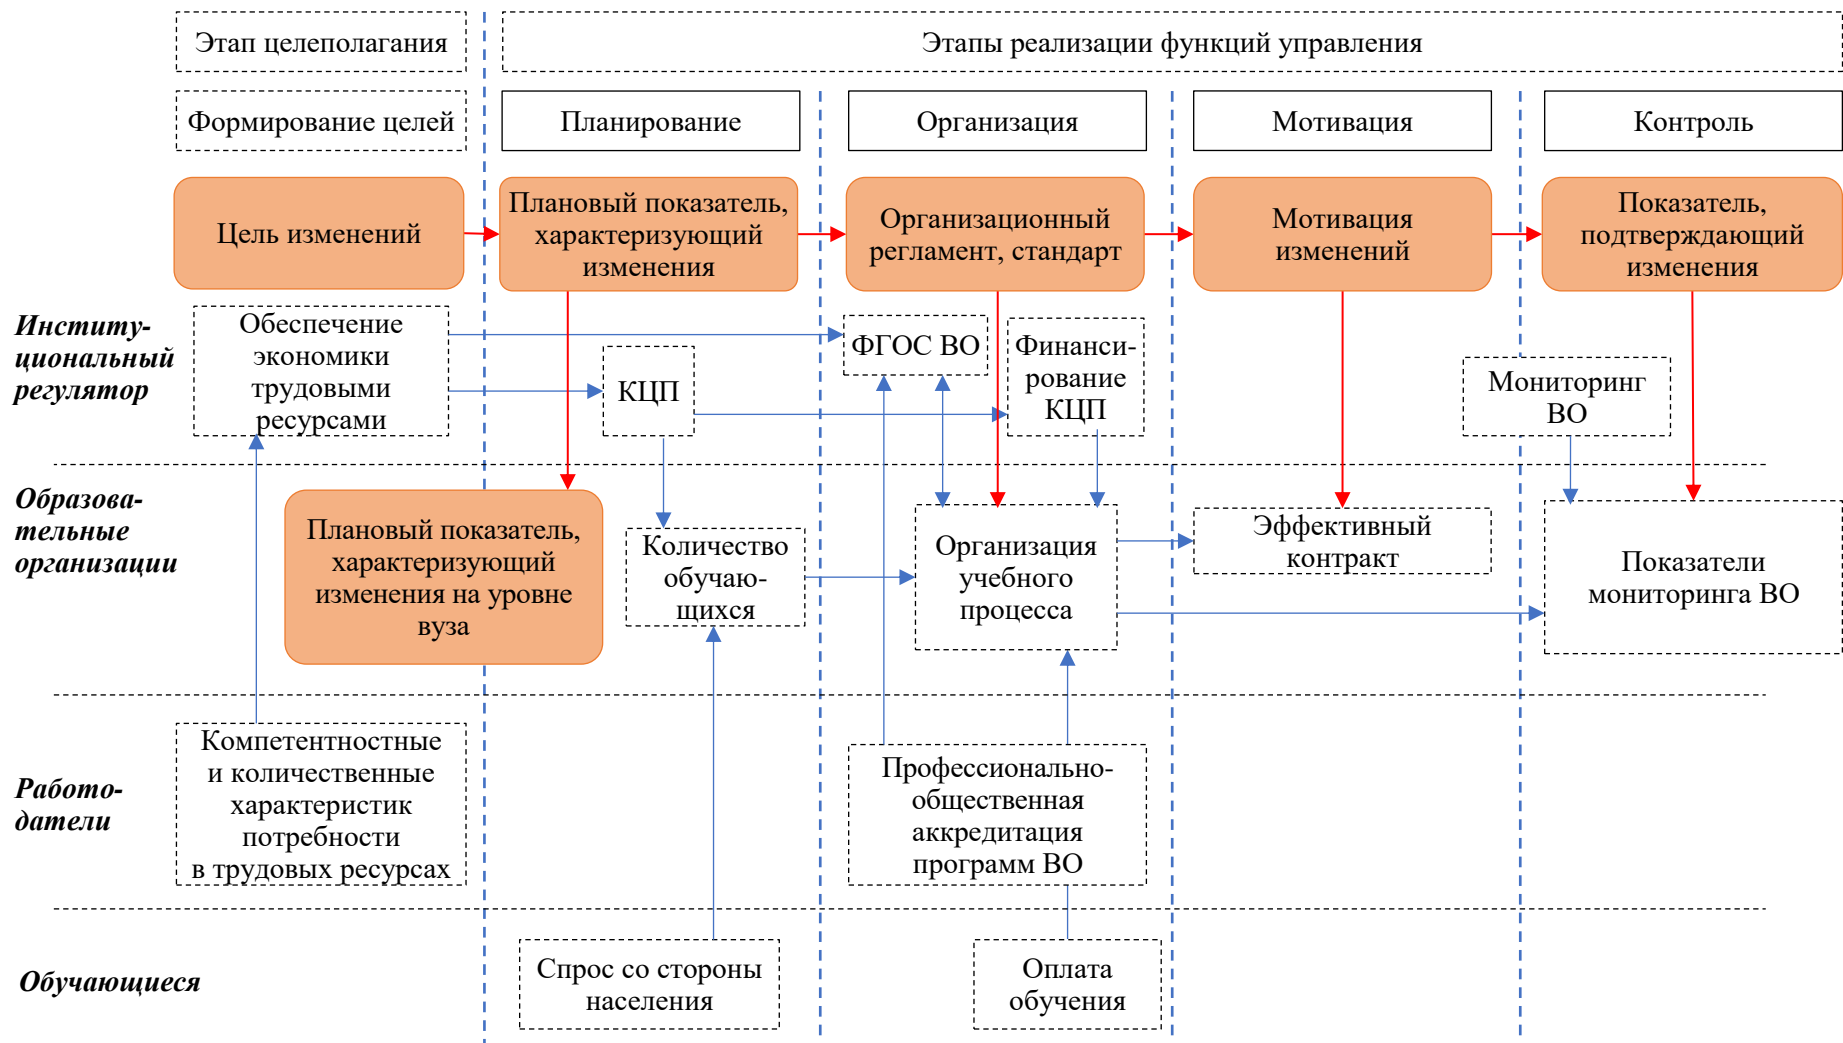 Этап целеполагания
Этапы реализации функций управления
Формирование целей
Планирование
Организация
Мотивация
Контроль
Цель изменений
Плановый показатель,
характеризующий
изменения
Организационный
регламент, стандарт
Мотивация
изменений
Показатель,
подтверждающий
изменения
Институ-
циональный
регулятор
Обеспечение
экономики
трудовыми
ресурсами
КЦП
ФГОС ВО
Финанси-
рование
КЦП
Мониторинг
ВО
Образова-
тельные
организации
Плановый показатель,
характеризующий
изменения на уровне
вуза
Количество
обучаю-
щихся
Организация
учебного
процесса
Эффективный
контракт
Показатели
мониторинга ВО
Работо-
датели
Компетентностные
и количественные
характеристик
потребности
в трудовых ресурсах
Профессионально-
общественная
аккредитация
программ ВО
Обучающиеся
Спрос со стороны
населения
Оплата
обучения